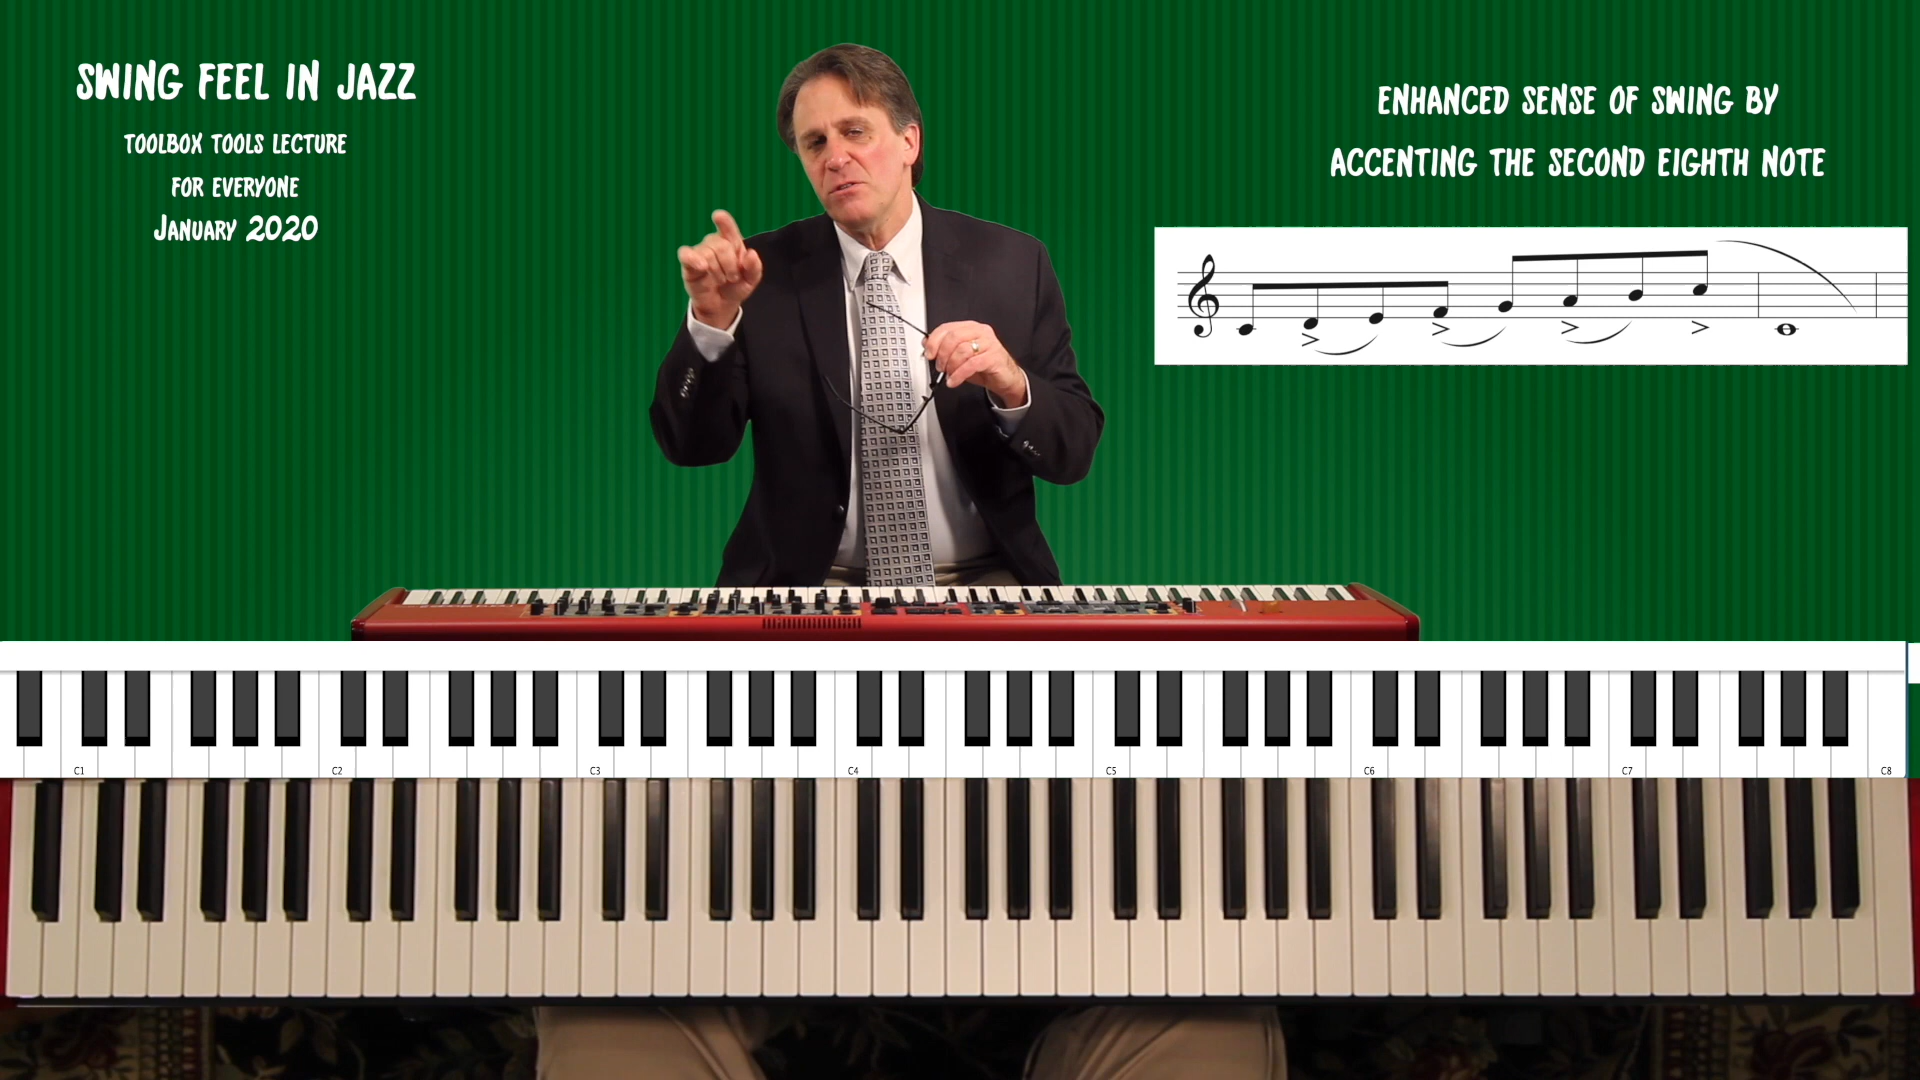 SWING FEEL IN JAZZ
TOOLBOX TOOLS LECTURE
FOR EVERYONE
JANUARY 2020
ENHANCED SENSE OF SWING BY
ACCENTING THE SECOND EIGHTH NOTE
C1 C2 C3 C4 C5 C6 C7 C8